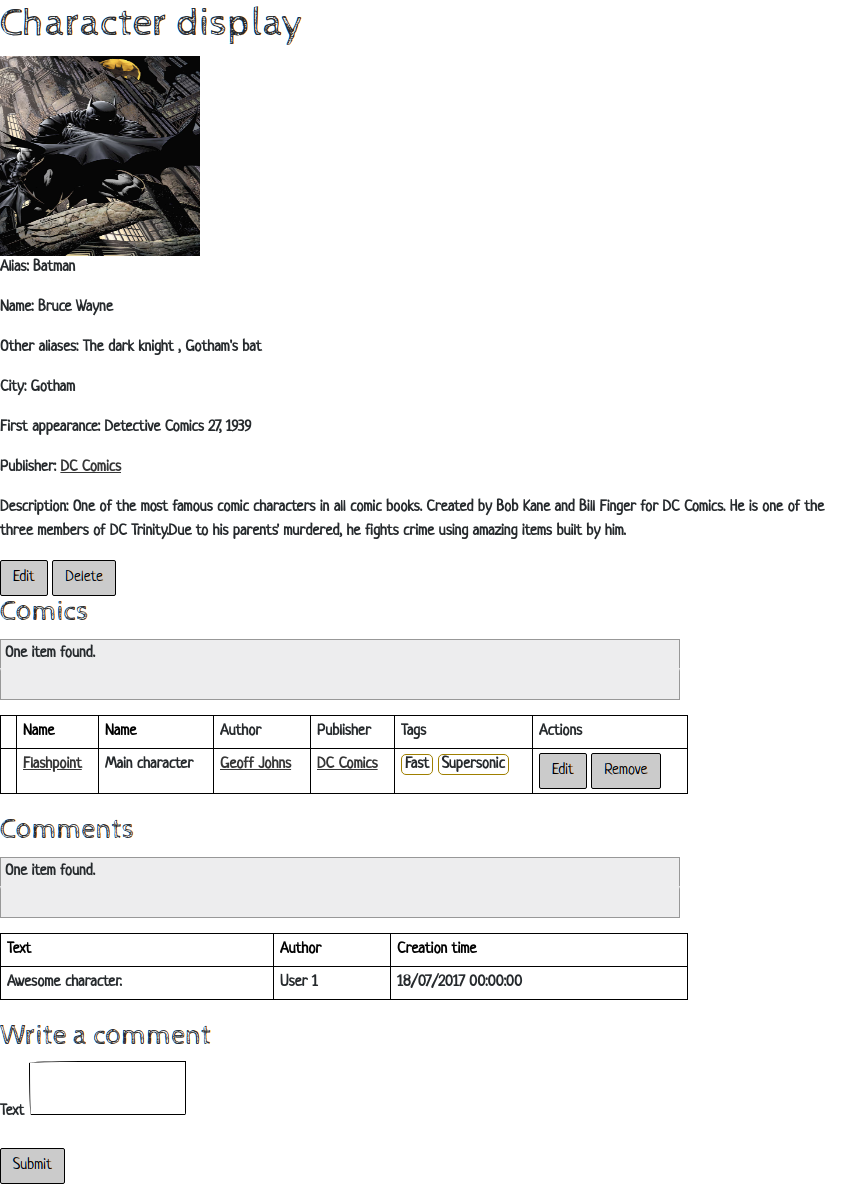 Character display
Alias: Batman
Name: Bruce Wayne
Other aliases: The dark knight , Gotham's bat
City: Gotham
First appearance: Detective Comics 27, 1939
Publisher: DC Comics
Description: One of the most famous comic characters in all comic books. Created by Bob Kane and Bill Finger for DC Comics. He is one of the
three members of DC Trinity.Due to his parents' murdered, he fights crime using amazing items built by him.
Edit Delete
Comics
One item found.
Name Name Author Publisher Tags Actions
Flashpoint Main character Geoff Johns DC Comics Fast Supersonic Edit Remove
Comments
One item found.
Text Author Creation time
Awesome character. User 1 18/07/2017 00:00:00
Write a comment
Text
Submit